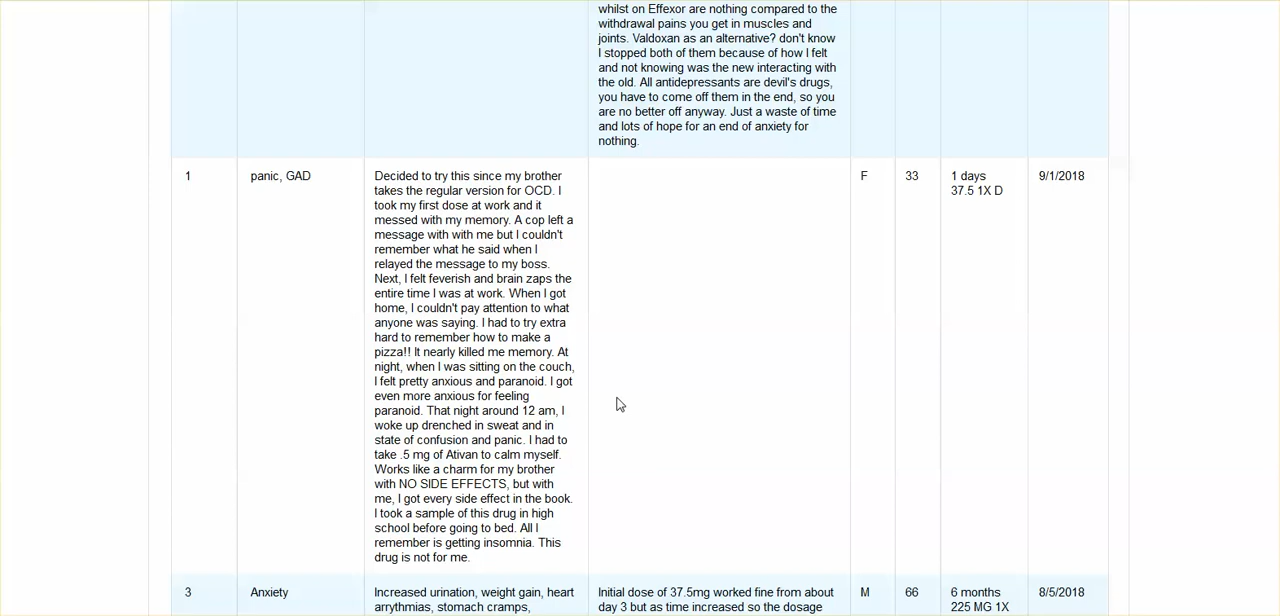 whilst on Effexor are nothing compared to the
withdrawal pains you get in muscles and
joints. Valdoxan as an alternative? don't know
I stopped both of them because of how I felt
and not knowing was the new interacting with
the old. All antidepressants are devil's drugs,
you have to come off them in the end, so you
are no better off anyway. Just a waste of time
and lots of hope for an end of anxiety for
nothing.
1
panic, GAD
Decided to try this since my brother
takes the regular version for OCD. I
took my first dose at work and it
messed with my memory. A cop left a
message with with me but I couldn't
remember what he said when I
relayed the message to my boss.
Next, I felt feverish and brain zaps the
entire time I was at work. When I got
home, I couldn't pay attention to what
anyone was saying. I had to try extra
hard to remember how to make a
pizza!! It nearly killed me memory. At
night, when I was sitting on the couch,
I felt pretty anxious and paranoid. I got
even more anxious for feeling
paranoid. That night around 12 am, I
woke up drenched in sweat and in
state of confusion and panic. I had to
take .5 mg of Ativan to calm myself.
Works like a charm for my brother
with NO SIDE EFFECTS, but with
me, I got every side effect in the book.
I took a sample of this drug in high
school before going to bed. All I
remember is getting insomnia. This
drug is not for me.
F
33
1 days
37.5 1X D
9/1/2018
3
Anxiety
Increased urination, weight gain, heart
arrythmias, stomach cramps,
Initial dose of 37.5mg worked fine from about
day 3 but as time increased so the dosage
M
66
6 months
225 MG 1X
8/5/2018